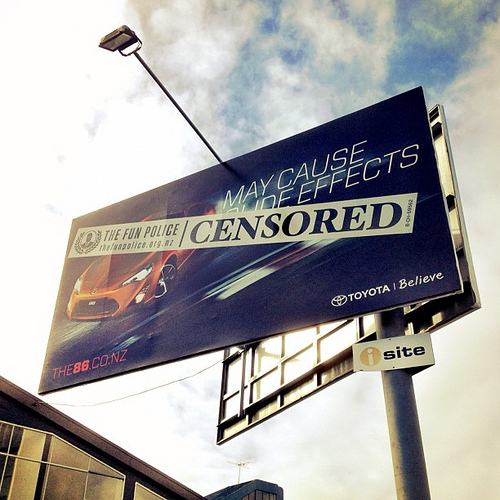 MAY CAUSE
SIDE EFFECTS
THE FUN POLICE
thefunpolice.org.nz
CENSORED
TOYOTA | Believe
THE86.CO.NZ
i site